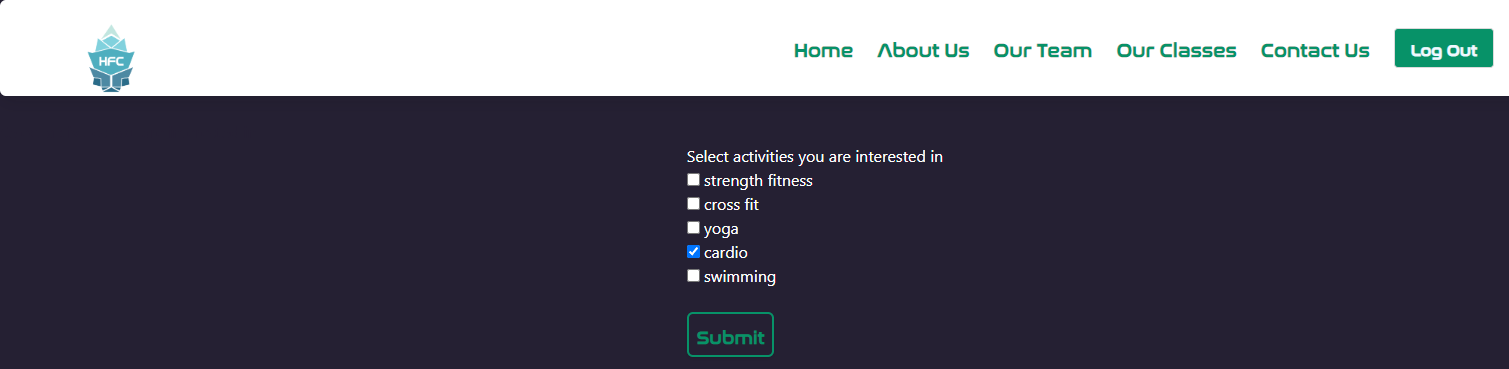 HFC
Home About Us Our Team Our Classes Contact Us Log Out
Select activities you are interested in
strength fitness
cross fit
yoga
cardio
swimming
Submit